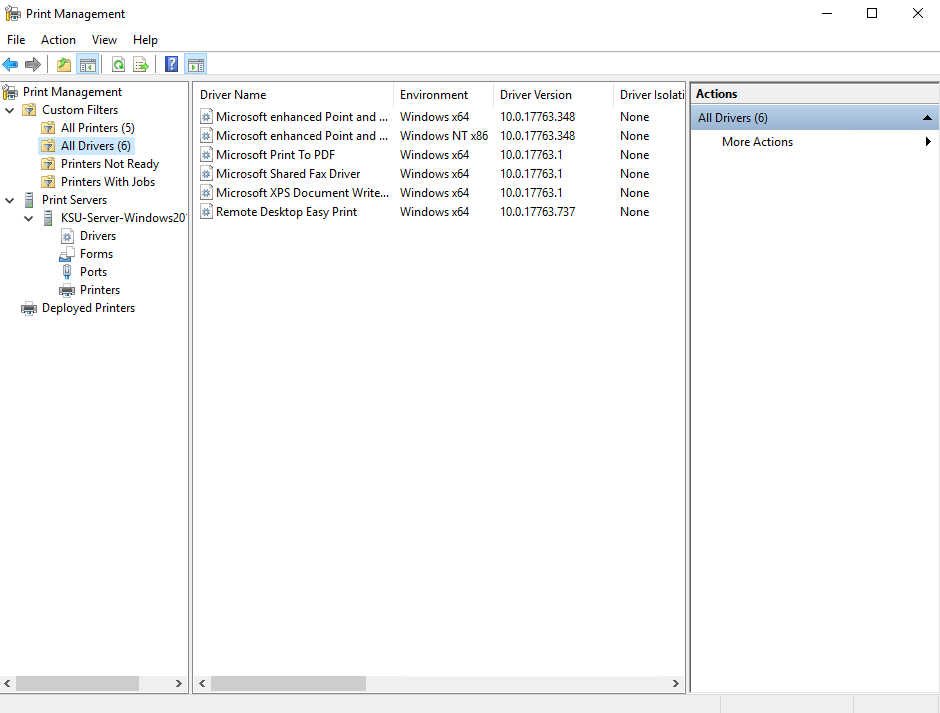 Print Management
File Action View Help
Print Management
Custom Filters
All Printers (5)
All Drivers (6)
Printers Not Ready
Printers With Jobs
Print Servers
KSU-Server-Windows20
Drivers
Forms
Ports
Printers
Deployed Printers
Driver Name Environment Driver Version Driver Isolati
Microsoft enhanced Point and ... Windows x64 10.0.17763.348 None
Microsoft enhanced Point and ... Windows NT x86 10.0.17763.348 None
Microsoft Print To PDF Windows x64 10.0.17763.1 None
Microsoft Shared Fax Driver Windows x64 10.0.17763.1 None
Microsoft XPS Document Write... Windows x64 10.0.17763.1 None
Remote Desktop Easy Print Windows x64 10.0.17763.737 None
Actions
All Drivers (6)
More Actions